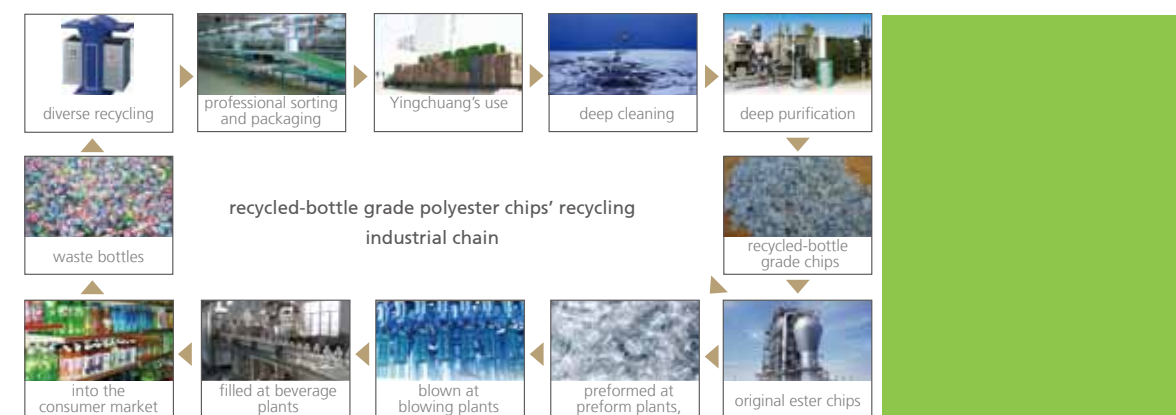 diverse recycling
professional sorting
and packaging
Yingchuang's use
deep cleaning
deep purification
waste bottles
recycled-bottle grade polyester chips' recycling
industrial chain
recycled-bottle
grade chips
into the
consumer market
filled at beverage
plants
blown at
blowing plants
preformed at
preform plants,
original ester chips